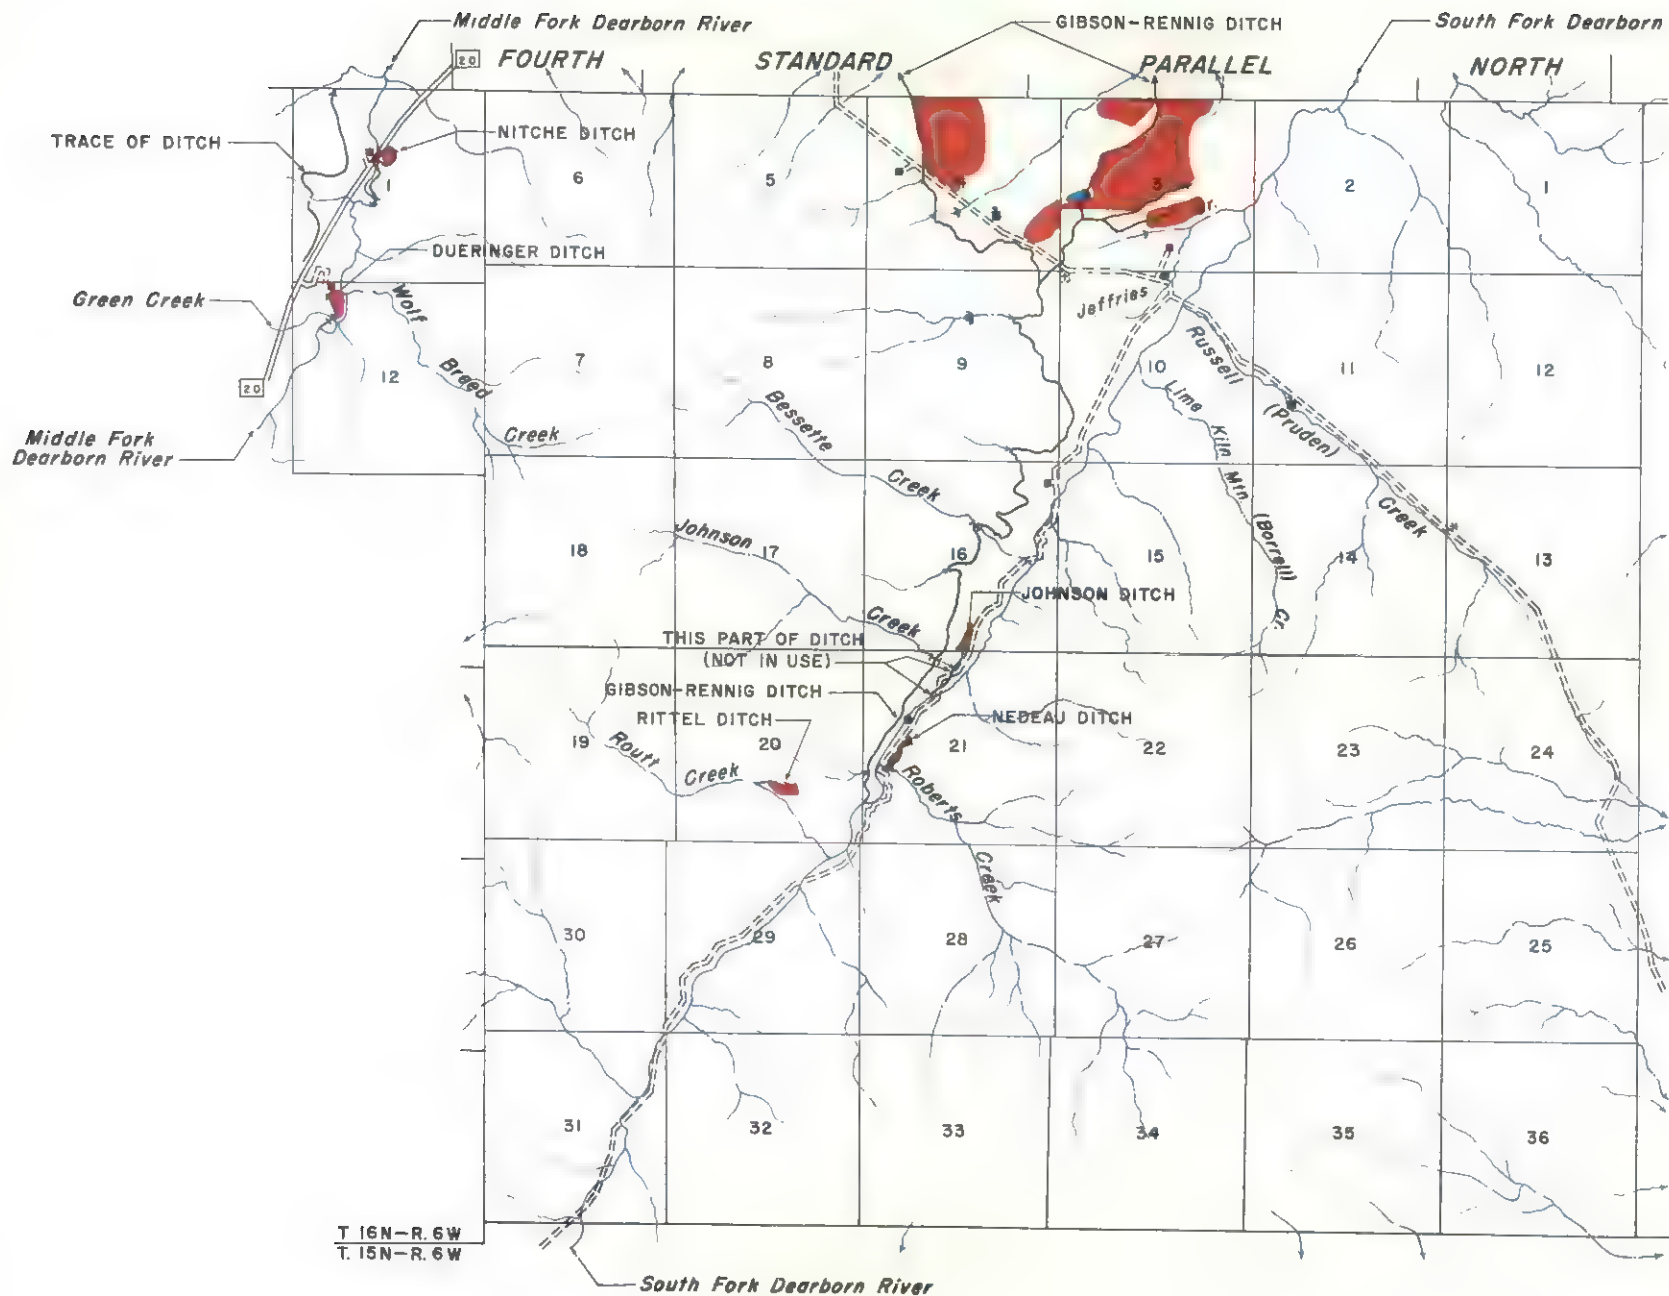 Middle Fork Dearborn River
GIBSON-RENNIG DITCH
South Fork Dearborn
20
FOURTH STANDARD PARALLEL NORTH
TRACE OF DITCH
NITCHE DITCH
1
6
5
4
3
2
1
DUERINGER DITCH
Green Creek
Wolf
Breed
Creek
Jeffries
Russell
(Pruden)
Creek
20
12
7
8
9
10
11
12
Middle Fork
Dearborn River
Bessette
Creek
Lime Kiln Mtn (Borrell) Cr.
Johnson
Creek
18
17
16
15
14
13
JOHNSON DITCH
THIS PART OF DITCH
(NOT IN USE)
GIBSON-RENNIG DITCH
RITTEL DITCH
NEDEAU DITCH
19
20
21
22
23
24
Routt
Creek
Roberts
Creek
30
29
28
27
26
25
31
32
33
34
35
36
T 16N-R. 6W
T. 15N-R. 6W
South Fork Dearborn River